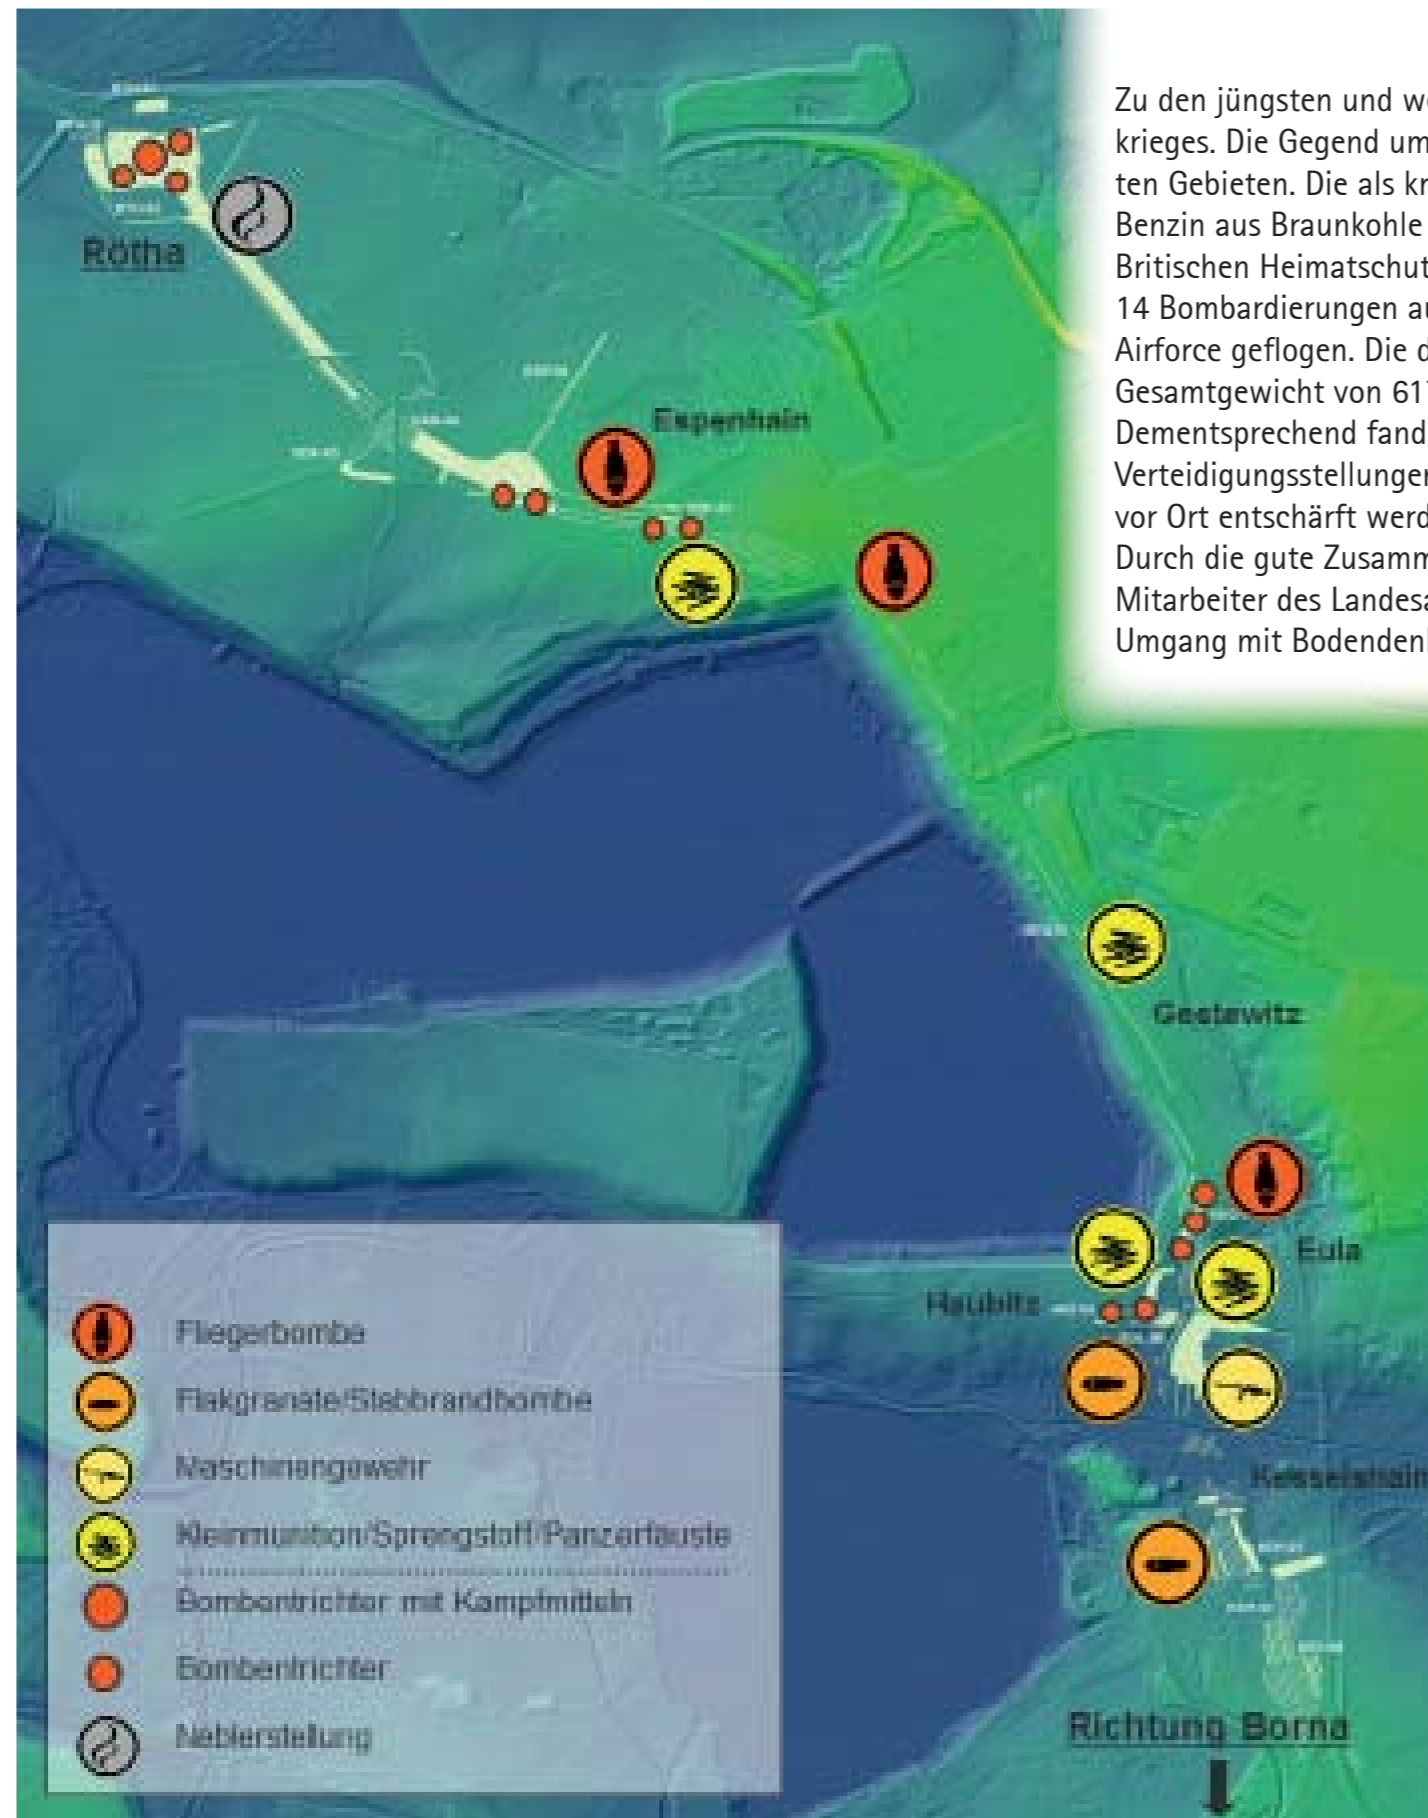 Zu den jüngsten und we
krieges. Die Gegend um
ten Gebieten. Die als kr
Benzin aus Braunkohle
Britischen Heimatschut
14 Bombardierungen au
Airforce geflogen. Die d
Gesamtgewicht von 61
Dementsprechend fand
Verteidigungsstellungen
vor Ort entschärft werd
Durch die gute Zusamm
Mitarbeiter des Landesa
Umgang mit Bodenden
Rötha
Espenhain
Gestewitz
Eula
Haubitz
Kesselshain
Fliegerbombe
Flakgranate/Stabbrandbombe
Maschinengewehr
Kleinmunition/Sprengstoff/Panzerfäuste
Bombentrichter mit Kampfmitteln
Bombentrichter
Neblerstellung
Richtung Borna